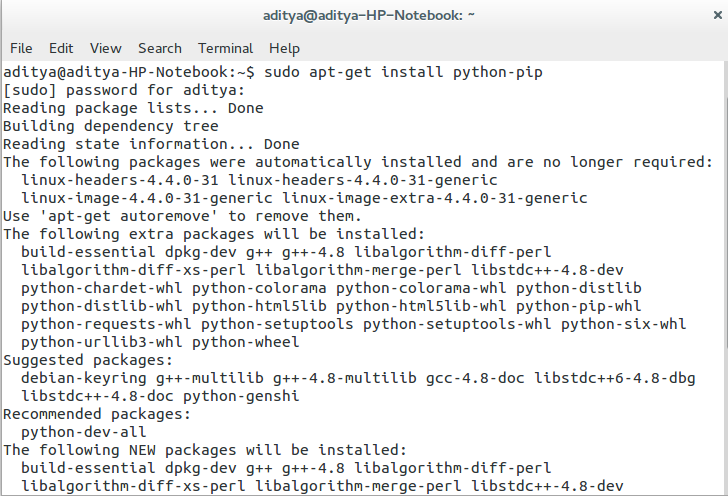 aditya@aditya-HP-Notebook: ~
File Edit View Search Terminal Help
aditya@aditya-HP-Notebook:~$ sudo apt-get install python-pip
[sudo] password for aditya:
Reading package lists... Done
Building dependency tree
Reading state information... Done
The following packages were automatically installed and are no longer required:
  linux-headers-4.4.0-31 linux-headers-4.4.0-31-generic
  linux-image-4.4.0-31-generic linux-image-extra-4.4.0-31-generic
Use 'apt-get autoremove' to remove them.
The following extra packages will be installed:
  build-essential dpkg-dev g++ g++-4.8 libalgorithm-diff-perl
  libalgorithm-diff-xs-perl libalgorithm-merge-perl libstdc++-4.8-dev
  python-chardet-whl python-colorama python-colorama-whl python-distlib
  python-distlib-whl python-html5lib python-html5lib-whl python-pip-whl
  python-requests-whl python-setuptools python-setuptools-whl python-six-whl
  python-urllib3-whl python-wheel
Suggested packages:
  debian-keyring g++-multilib g++-4.8-multilib gcc-4.8-doc libstdc++6-4.8-dbg
  libstdc++-4.8-doc python-genshi
Recommended packages:
  python-dev-all
The following NEW packages will be installed:
  build-essential dpkg-dev g++ g++-4.8 libalgorithm-diff-perl
  libalgorithm-diff-xs-perl libalgorithm-merge-perl libstdc++-4.8-dev